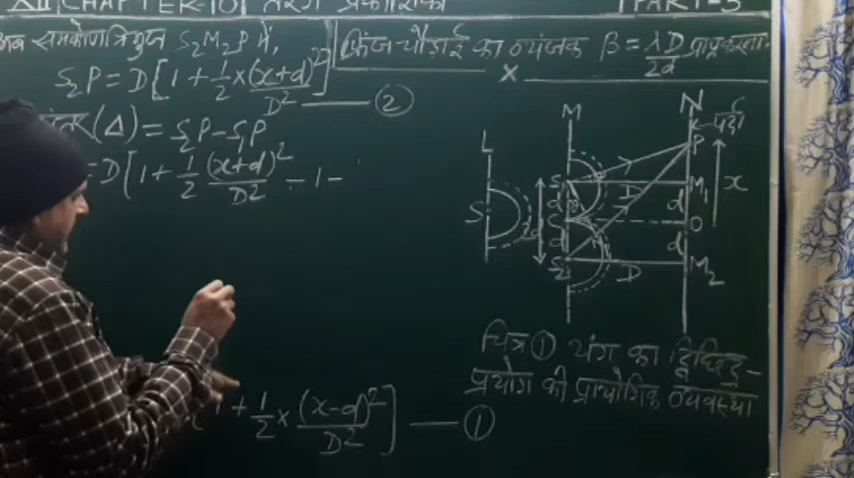 XII CHAPTER-10 तरंग प्रकाशिकी
PART-5
अब समकोण त्रिभुज S₂M₂P में,
S₂P = D[1 + 1/2 × (x+d)²/D²] —— ②
(Δ) = S₂P - S₁P
D[1 + 1/2 (x+d)²/D² - 1 -
1 + 1/2 × (x-d)²/D²] —— ①
फ्रिंज चौड़ाई का व्यंजक β = λD/2d प्राप्त करना
×
M
N
पर्दा
L
P
S₁
D
M₁
x
S
d
d
C
O
d
d
S₂
D
M₂
चित्र ① यंग का द्विछिद्र-
प्रयोग की प्रायोगिक व्यवस्था